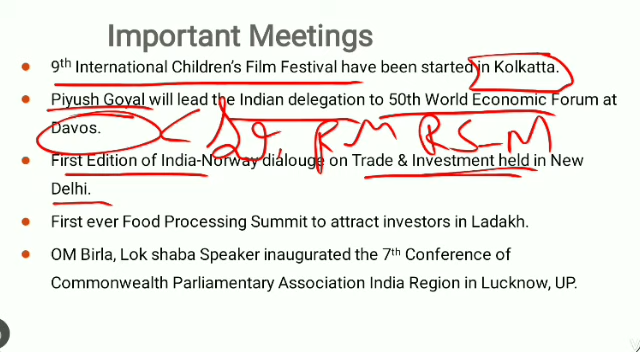 Important Meetings
9th International Children's Film Festival have been started in Kolkatta.
Piyush Goyal will lead the Indian delegation to 50th World Economic Forum at
Davos.
RM RS-M
First Edition of India-Norway dialouge on Trade & Investment held in New
Delhi.
First ever Food Processing Summit to attract investors in Ladakh.
OM Birla, Lok shaba Speaker inaugurated the 7th Conference of
Commonwealth Parliamentary Association India Region in Lucknow, UP.